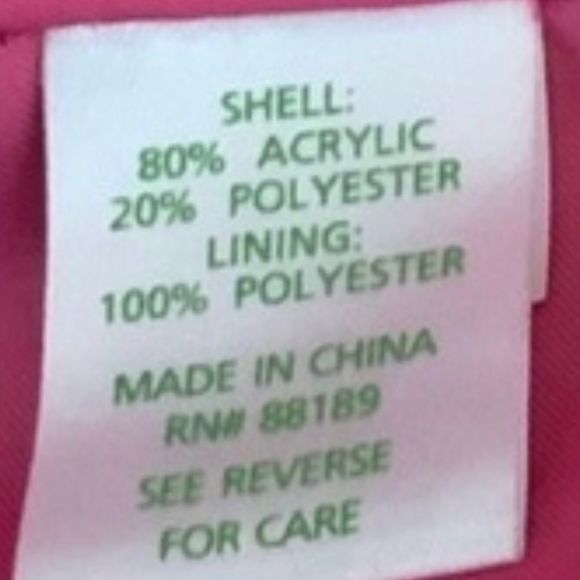 SHELL:
80% ACRYLIC
20% POLYESTER
LINING:
100% POLYESTER
MADE IN CHINA
RN# 88189
SEE REVERSE
FOR CARE